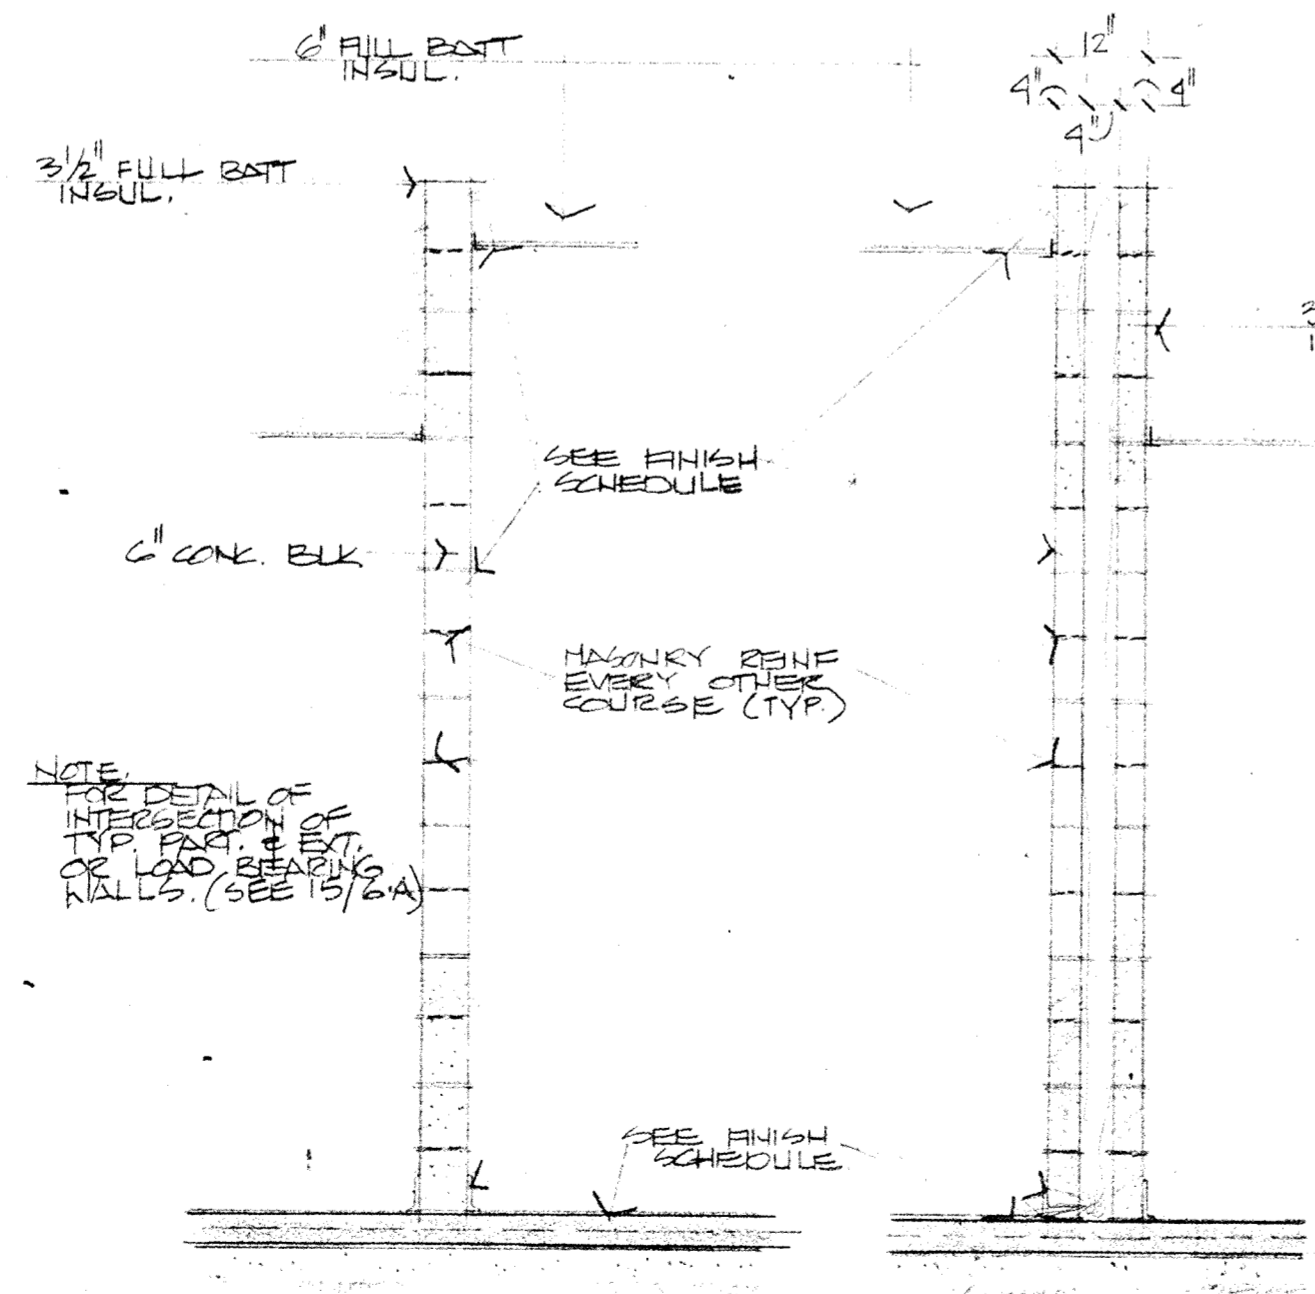 6" FULL BATT
INSUL.
12"
4"
4"
4"
3 1/2" FULL BATT
INSUL.
SEE FINISH
SCHEDULE
6" CONC. BLK
MASONRY REINF
EVERY OTHER
COURSE (TYP.)
NOTE:
FOR DETAIL OF
INTERSECTION OF
TYP. PART. & EXT.
OR LOAD BEARING
WALLS. (SEE 15/6·A)
SEE FINISH
SCHEDULE